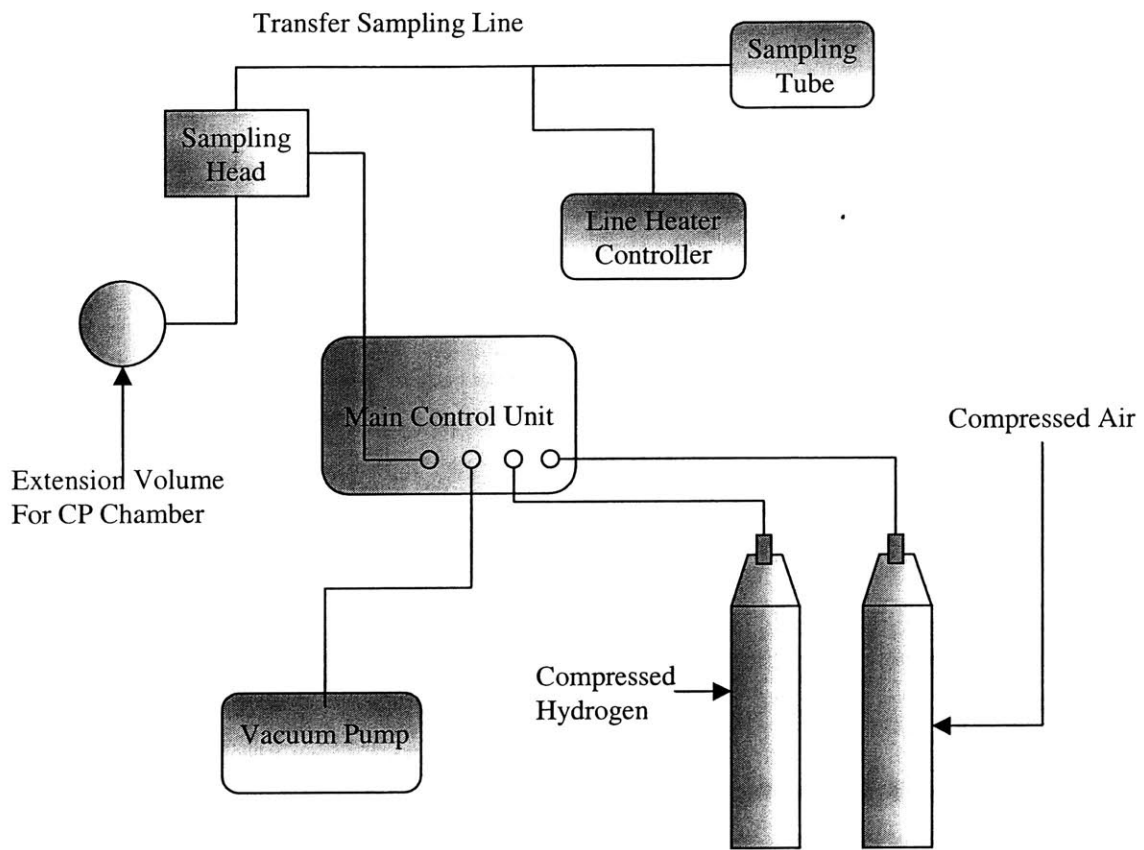 Transfer Sampling Line
Sampling
Tube
Sampling
Head
Line Heater
Controller
Main Control Unit
Compressed Air
Extension Volume
For CP Chamber
Compressed
Hydrogen
Vacuum Pump